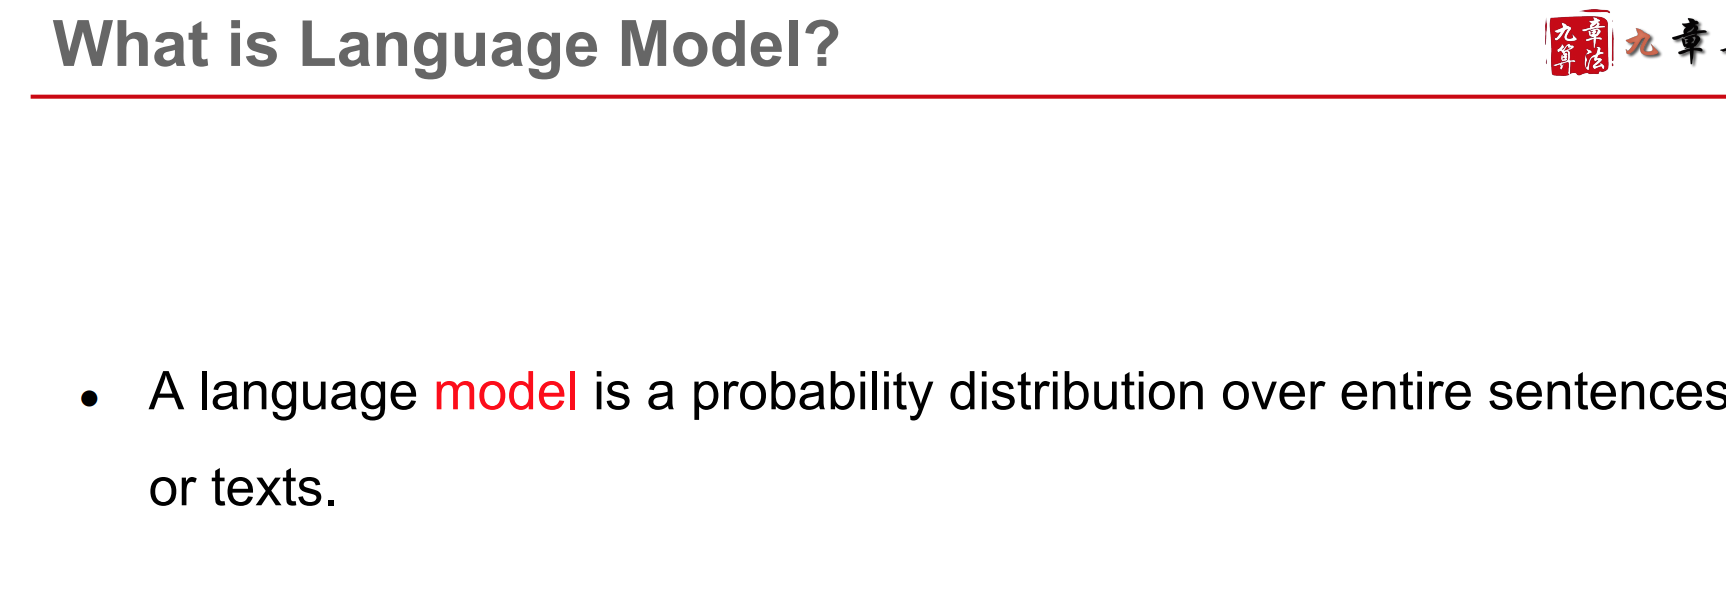 What is Language Model?
九章算法
九章
• A language model is a probability distribution over entire sentences
or texts.